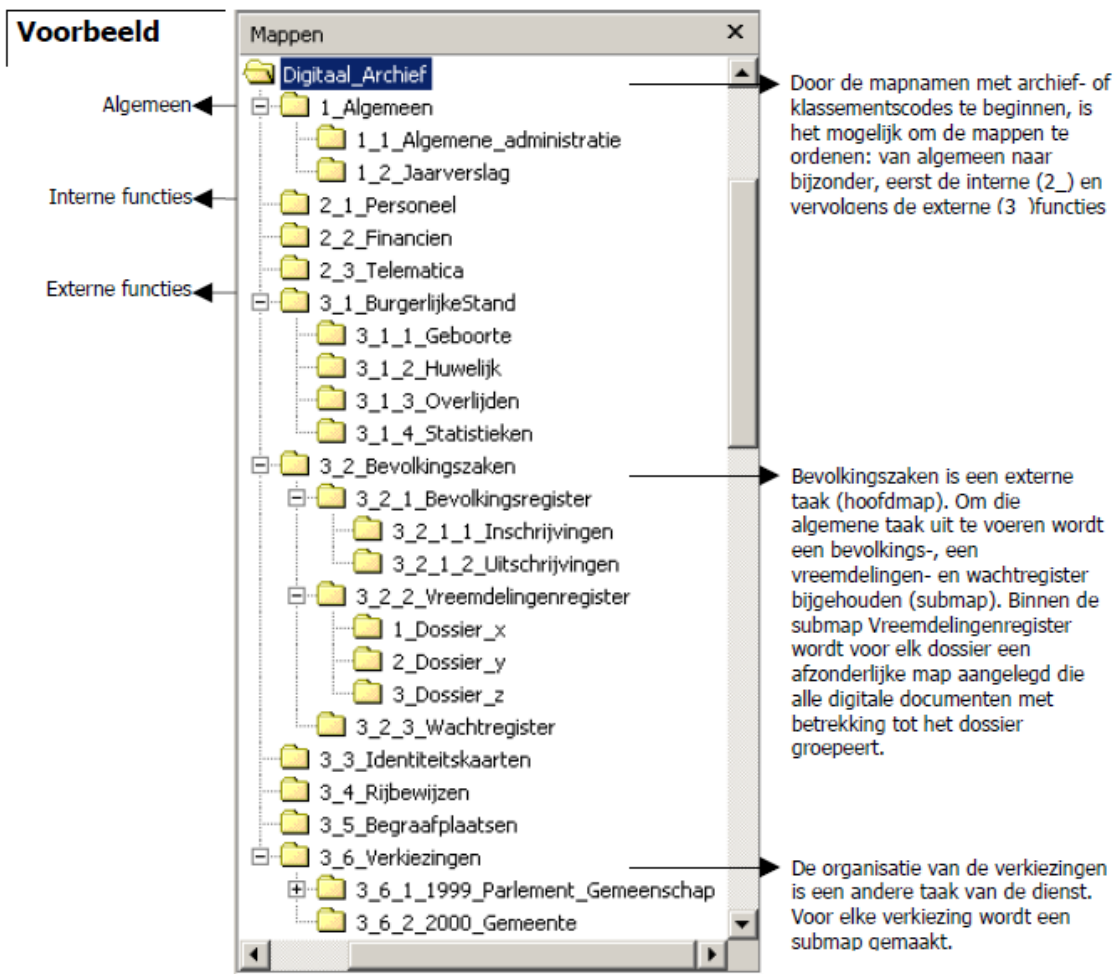 Voorbeeld
Mappen
Digitaal_Archief
Algemeen
1_Algemeen
1_1_Algemene_administratie
1_2_Jaarverslag
Interne functies
2_1_Personeel
2_2_Financien
2_3_Telematica
Externe functies
3_1_BurgerlijkeStand
3_1_1_Geboorte
3_1_2_Huwelijk
3_1_3_Overlijden
3_1_4_Statistieken
3_2_Bevolkingszaken
3_2_1_Bevolkingsregister
3_2_1_1_Inschrijvingen
3_2_1_2_Uitschrijvingen
3_2_2_Vreemdelingenregister
1_Dossier_x
2_Dossier_y
3_Dossier_z
3_2_3_Wachtregister
3_3_Identiteitskaarten
3_4_Rijbewijzen
3_5_Begraafplaatsen
3_6_Verkiezingen
3_6_1_1999_Parlement_Gemeenschap
3_6_2_2000_Gemeente
Door de mapnamen met archief- of
klassementscodes te beginnen, is
het mogelijk om de mappen te
ordenen: van algemeen naar
bijzonder, eerst de interne (2_) en
vervolgens de externe (3_)functies
Bevolkingszaken is een externe
taak (hoofdmap). Om die
algemene taak uit te voeren wordt
een bevolkings-, een
vreemdelingen- en wachtregister
bijgehouden (submap). Binnen de
submap Vreemdelingenregister
wordt voor elk dossier een
afzonderlijke map aangelegd die
alle digitale documenten met
betrekking tot het dossier
groepeert.
De organisatie van de verkiezingen
is een andere taak van de dienst.
Voor elke verkiezing wordt een
submap gemaakt.